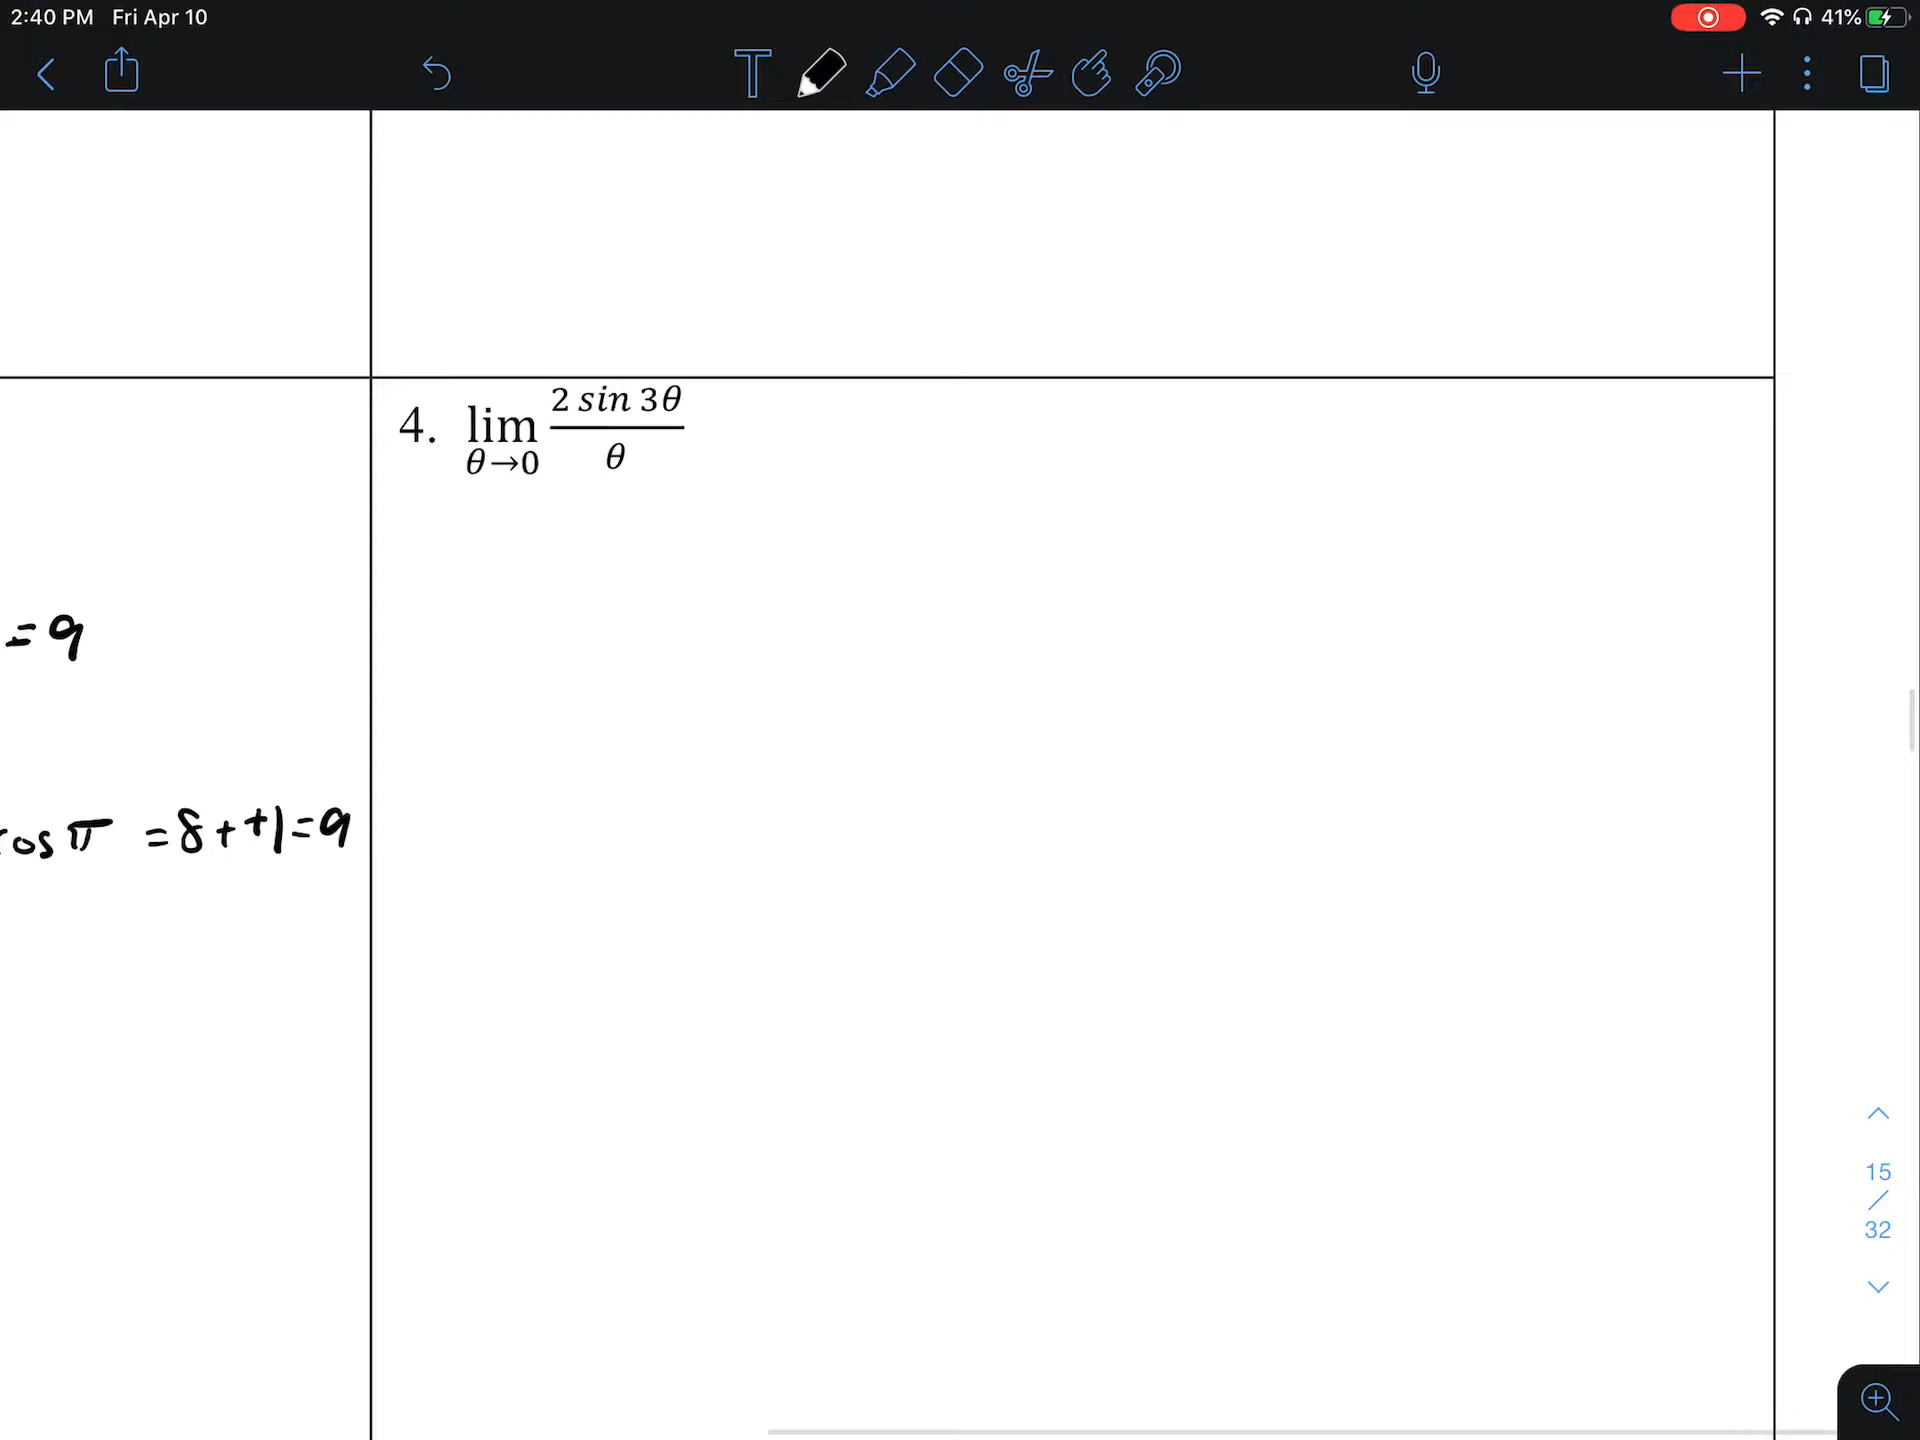 2:40 PM Fri Apr 10
41%
4. lim θ→0 2 sin 3θ / θ
= 9
cos π = 8 + +1 = 9
15
/
32